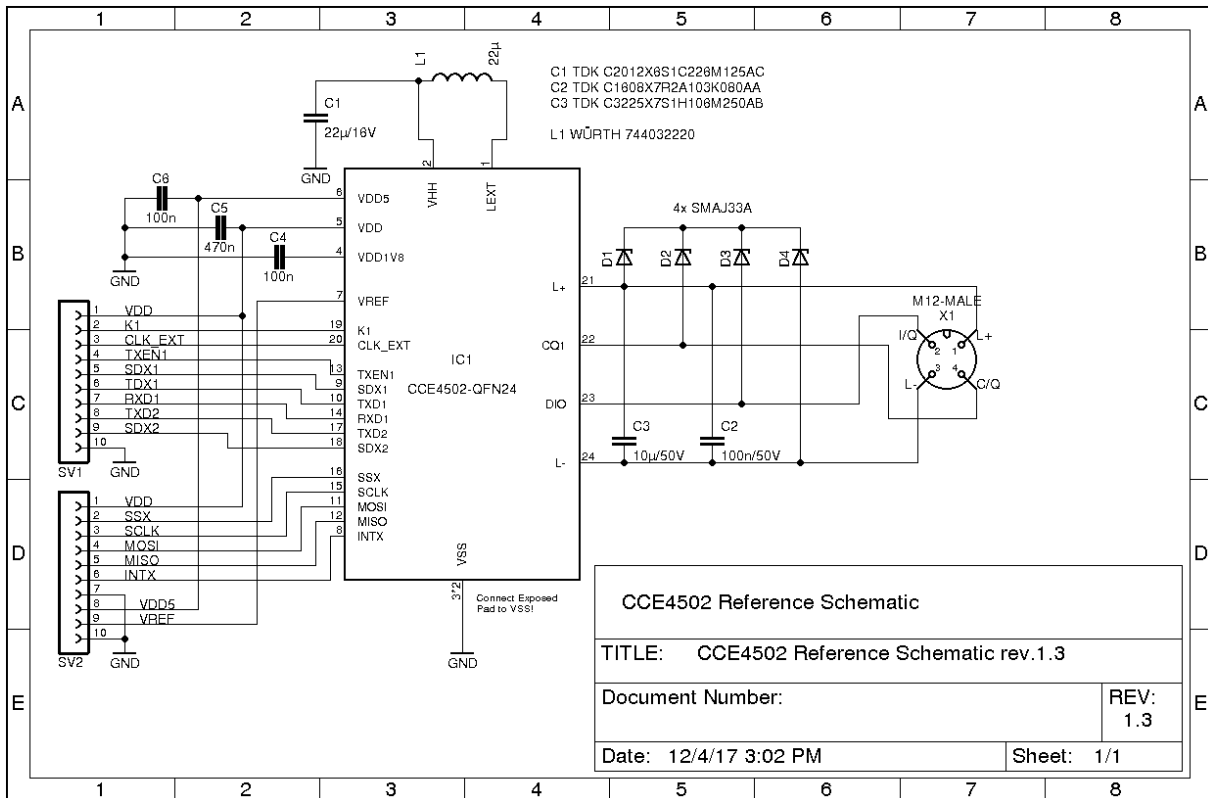 1 2 3 4 5 6 7 8
A A
B B
C C
D D
E E
L1
22µ
C1
22µ/16V
GND
C1 TDK C2012X6S1C226M125AC
C2 TDK C1608X7R2A103K080AA
C3 TDK C3225X7S1H106M250AB
L1 WÜRTH 744032220
C6
100n
C5
470n
C4
100n
GND
2
1
VHH
LEXT
6 VDD5
5 VDD
4 VDD1V8
7 VREF
19 K1
20 CLK_EXT
13 TXEN1
9 SDX1
10 TXD1
14 RXD1
17 TXD2
18 SDX2
16 SSX
15 SCLK
11 MOSI
12 MISO
8 INTX
IC1
CCE4502-QFN24
L+ 21
CQ1 22
DIO 23
L- 24
VSS
3*2
Connect Exposed
Pad to VSS!
GND
4x SMAJ33A
D1
D2
D3
D4
C3
10µ/50V
C2
100n/50V
M12-MALE
X1
I/Q
L+
2
1
3
4
L-
C/Q
1 VDD
2 K1
3 CLK_EXT
4 TXEN1
5 SDX1
6 TDX1
7 RXD1
8 TXD2
9 SDX2
10
SV1
GND
1 VDD
2 SSX
3 SCLK
4 MOSI
5 MISO
6 INTX
7
8 VDD5
9 VREF
10
SV2
GND
CCE4502 Reference Schematic
TITLE: CCE4502 Reference Schematic rev.1.3
Document Number:
REV:
1.3
Date: 12/4/17 3:02 PM
Sheet: 1/1
1 2 3 4 5 6 7 8